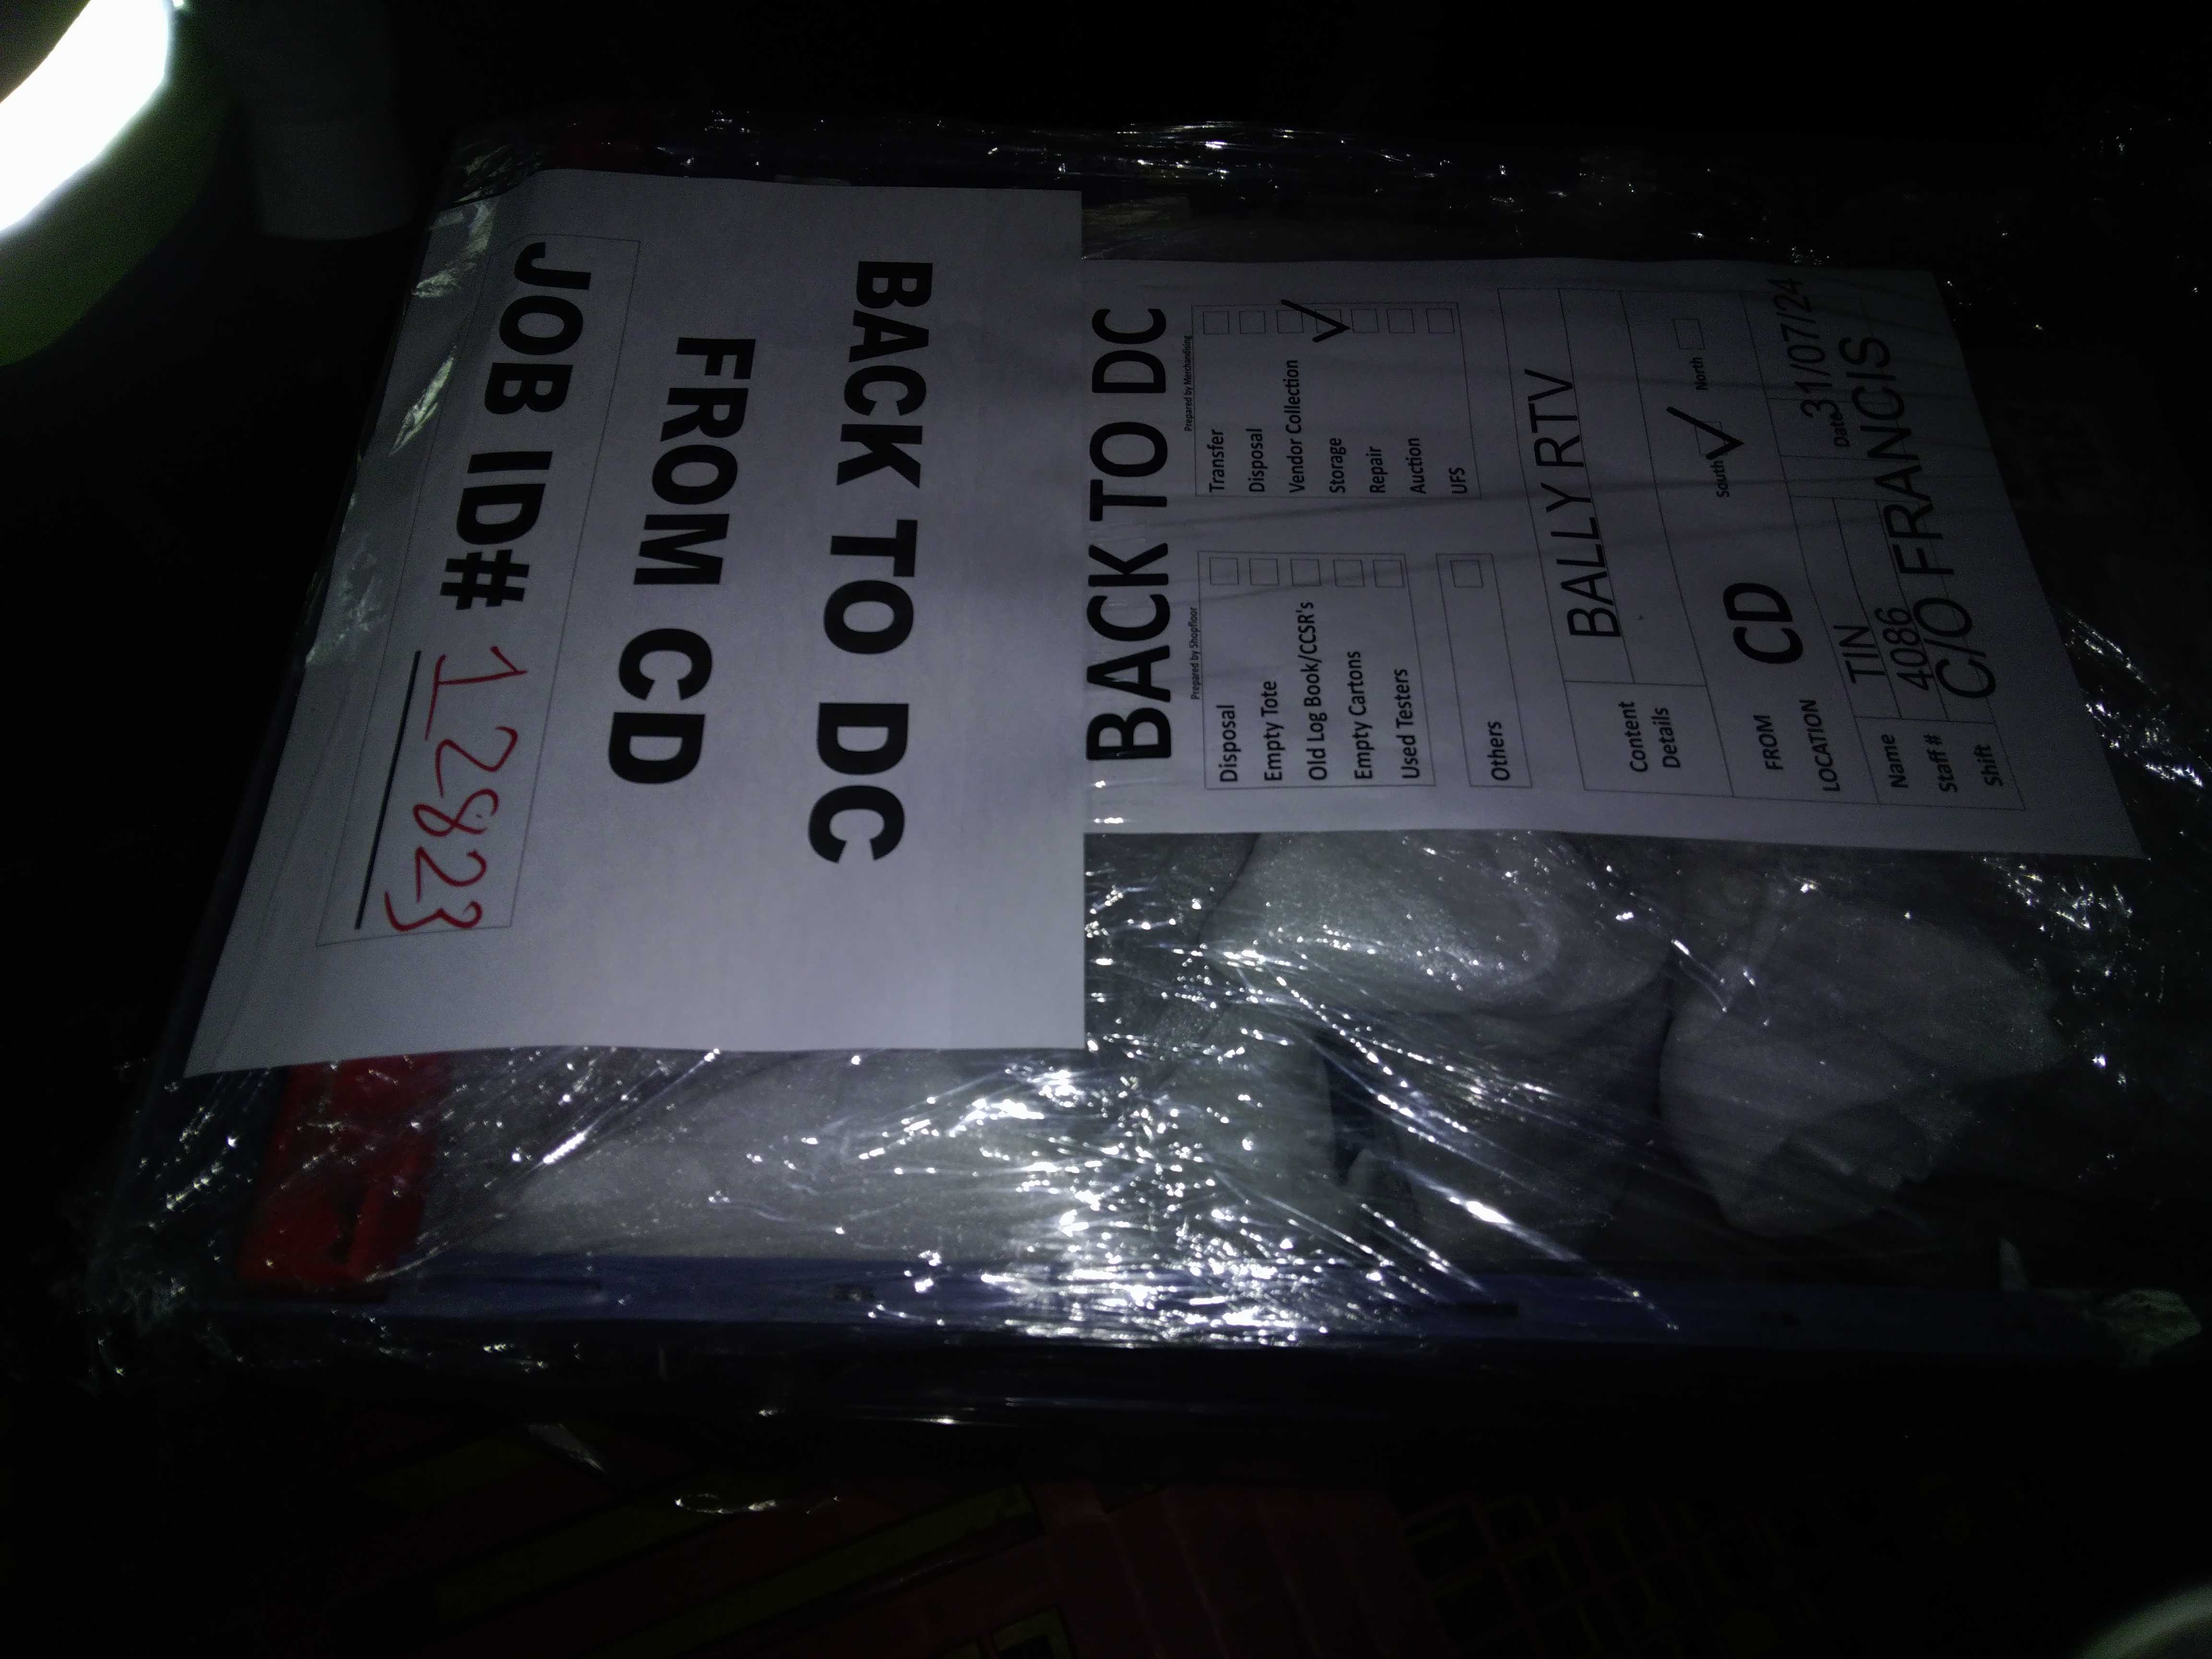 BACK TO DC
FROM CD
JOB ID# 12823
BACK TO DC
Prepared by Shopfloor
Prepared by Merchandising
Disposal
Empty Tote
Old Log Book/CCSR's
Empty Cartons
Used Testers
Others
Transfer
Disposal
Vendor Collection
Storage
Repair
Auction
UFS
Content Details
BALLY RTV
FROM LOCATION
CD
South
North
Name
TIN
Date
31/07/24
Staff #
4086
Shift
C/O FRANCIS